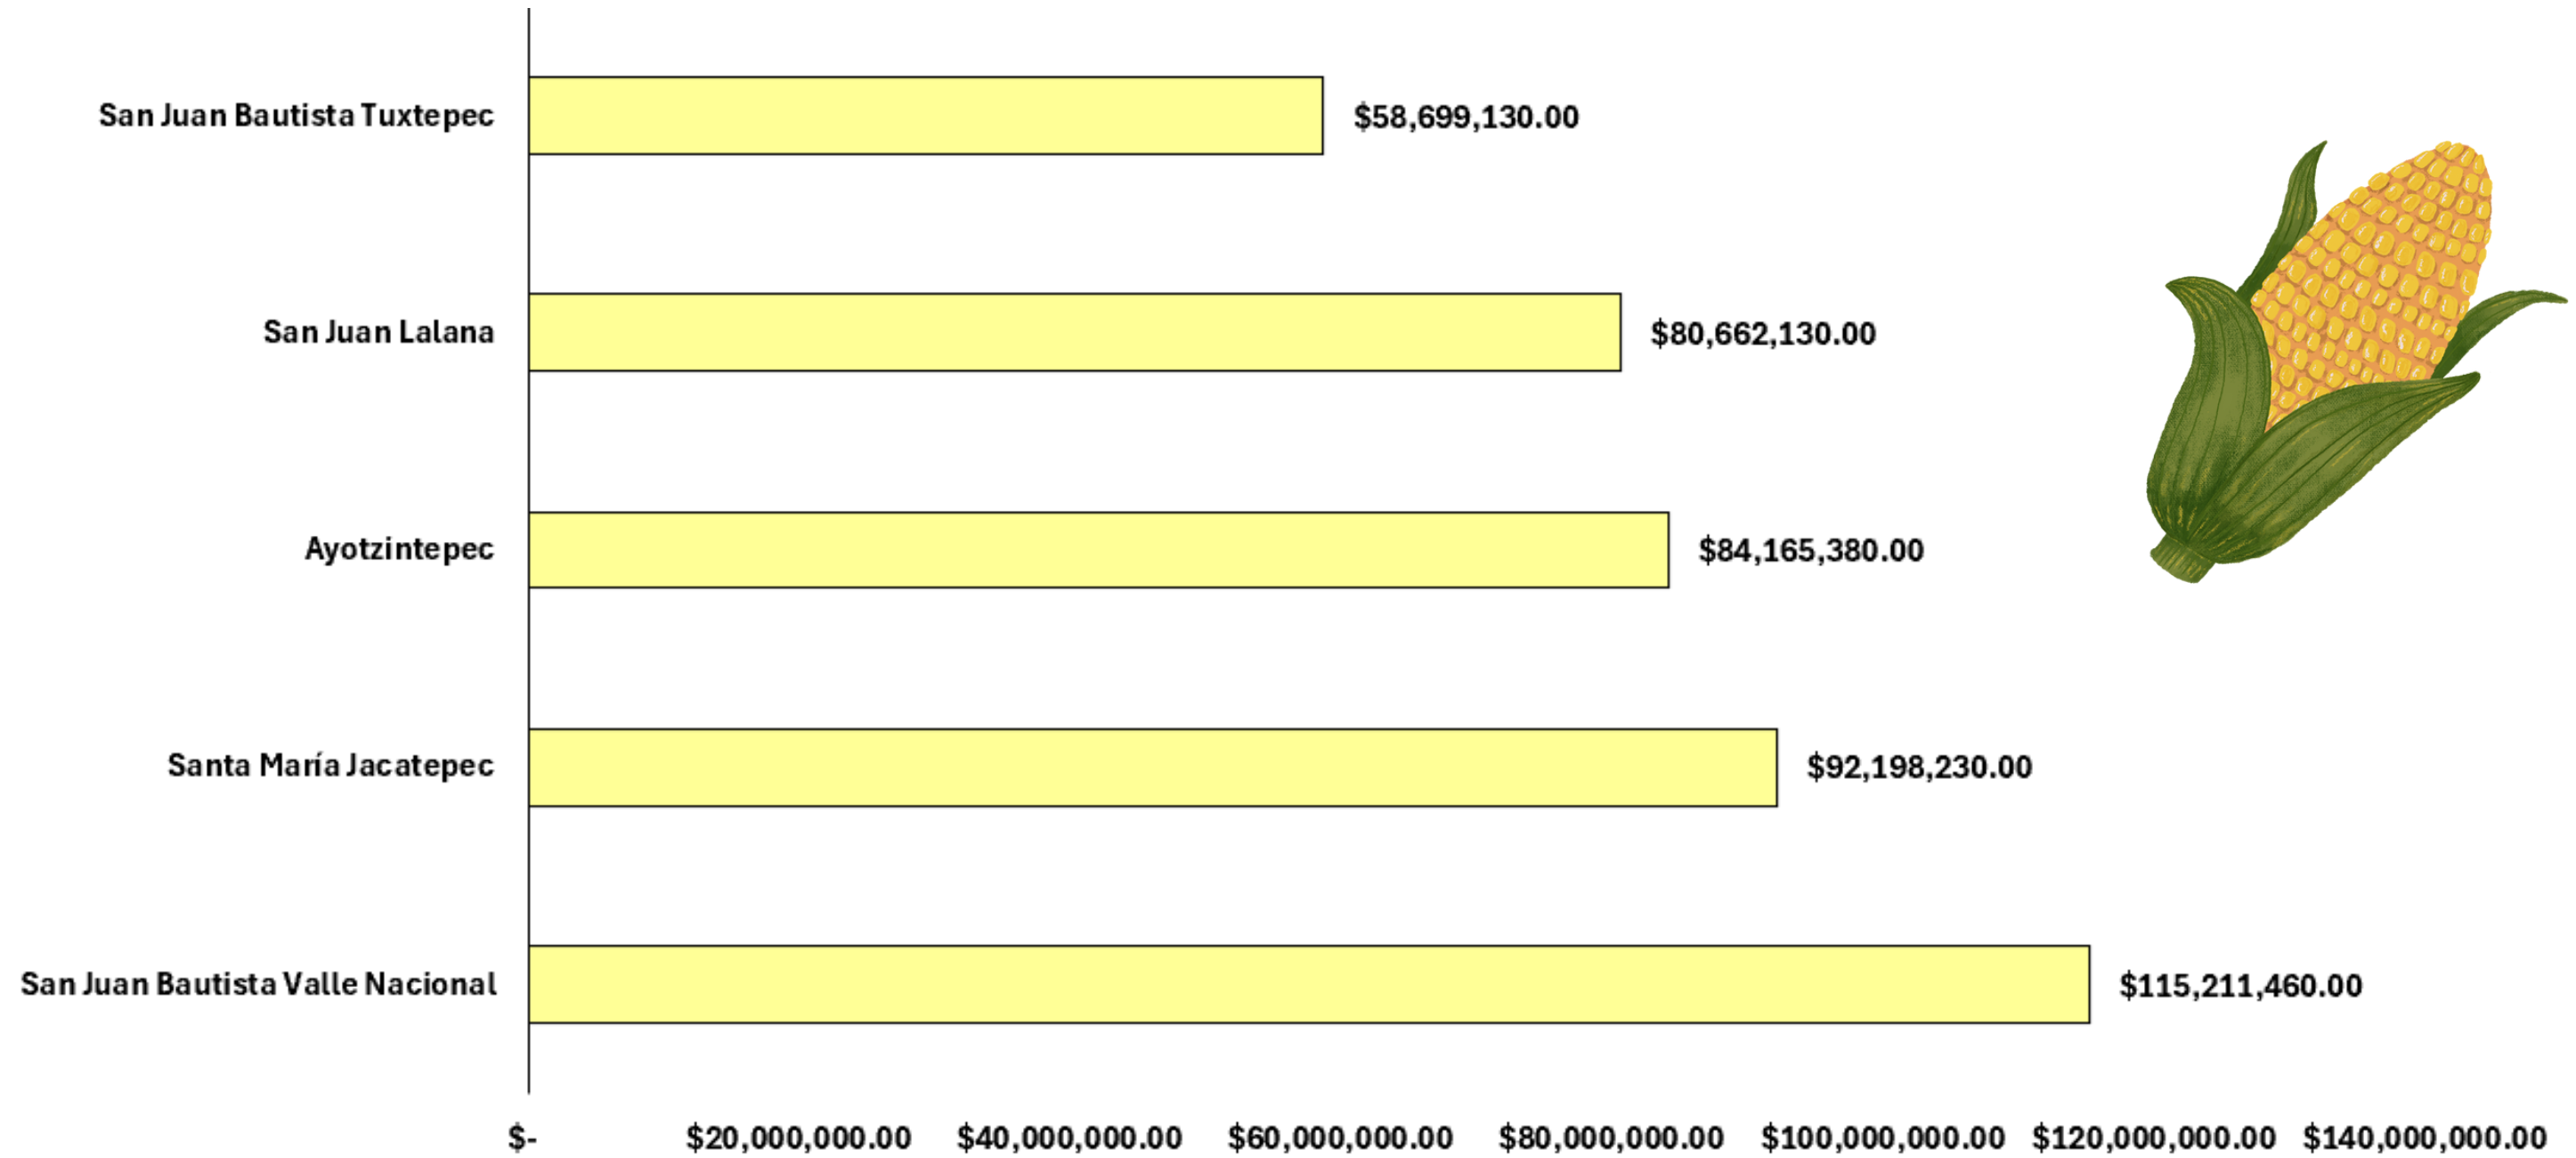 San Juan Bautista Tuxtepec $58,699,130.00
San Juan Lalana $80,662,130.00
Ayotzintepec $84,165,380.00
Santa María Jacatepec $92,198,230.00
San Juan Bautista Valle Nacional $115,211,460.00
$- $20,000,000.00 $40,000,000.00 $60,000,000.00 $80,000,000.00 $100,000,000.00 $120,000,000.00 $140,000,000.00